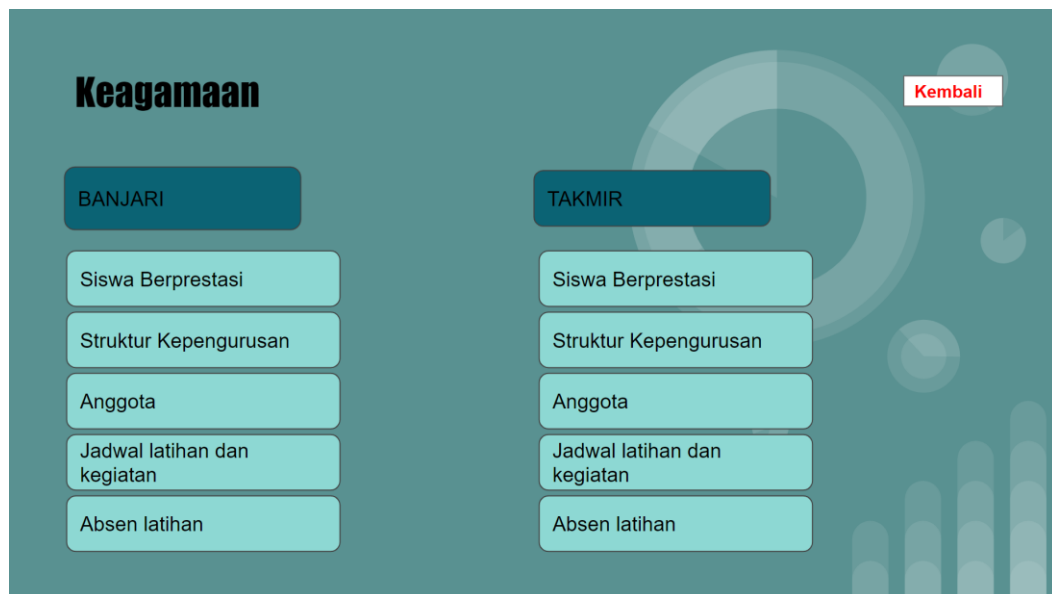 Keagamaan
Kembali
BANJARI
Siswa Berprestasi
Struktur Kepengurusan
Anggota
Jadwal latihan dan
kegiatan
Absen latihan
TAKMIR
Siswa Berprestasi
Struktur Kepengurusan
Anggota
Jadwal latihan dan
kegiatan
Absen latihan